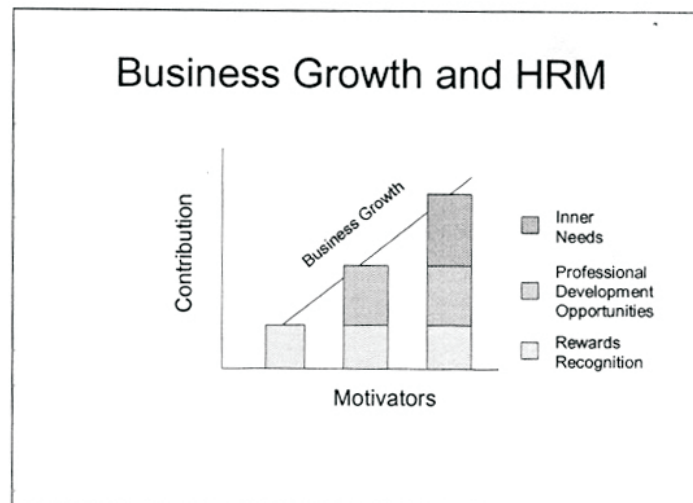 Business Growth and HRM
Contribution
Business Growth
Inner
Needs
Professional
Development
Opportunities
Rewards
Recognition
Motivators